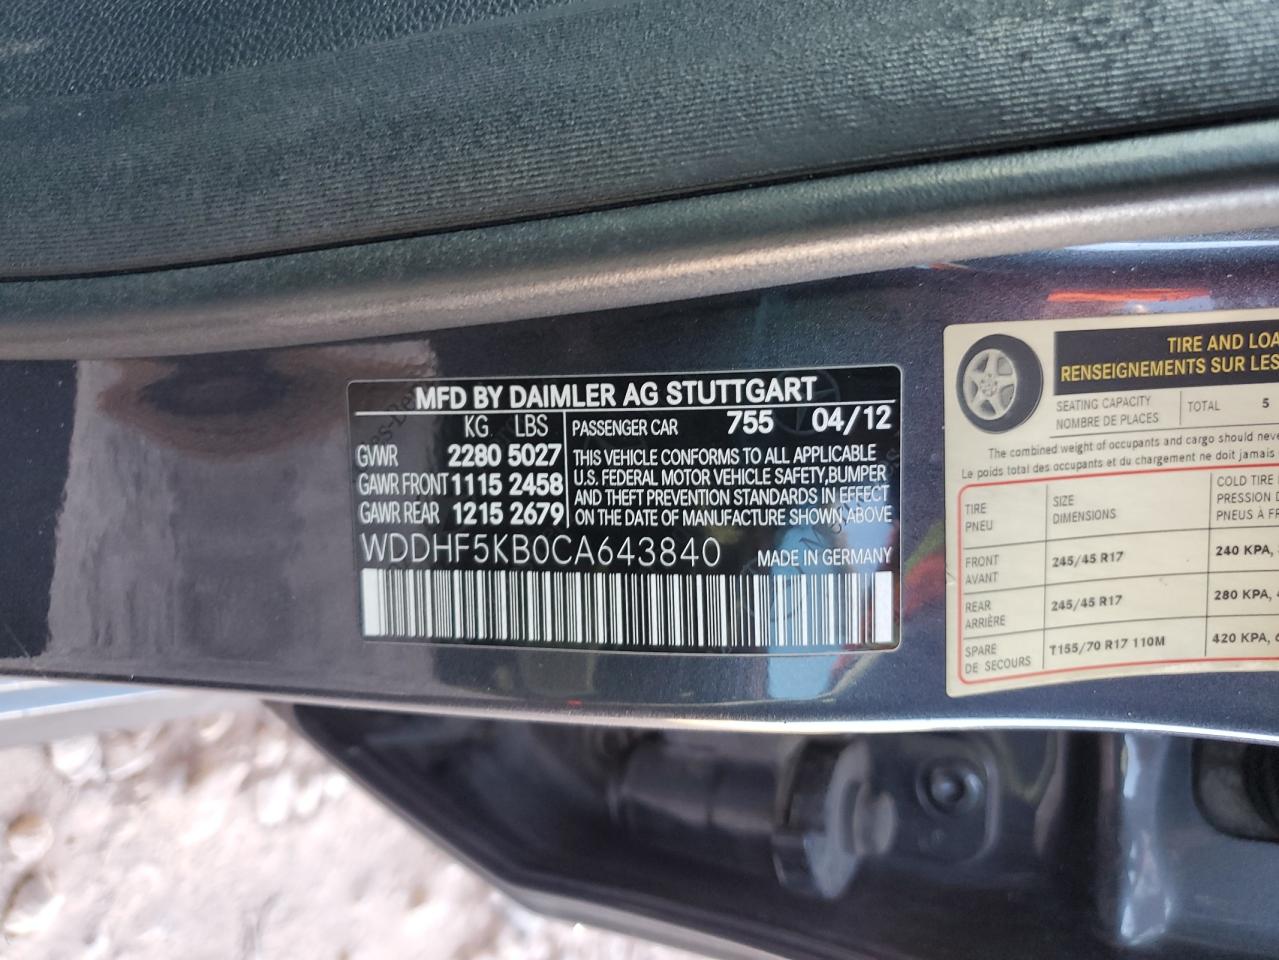 MFD BY DAIMLER AG STUTTGART
KG LBS
GVWR 2280 5027
GAWR FRONT 1115 2458
GAWR REAR 1215 2679
PASSENGER CAR 755 04/12
THIS VEHICLE CONFORMS TO ALL APPLICABLE
U.S. FEDERAL MOTOR VEHICLE SAFETY,BUMPER
AND THEFT PREVENTION STANDARDS IN EFFECT
ON THE DATE OF MANUFACTURE SHOWN ABOVE
WDDHF5KB0CA643840 MADE IN GERMANY
TIRE AND LOA
RENSEIGNEMENTS SUR LES
SEATING CAPACITY
NOMBRE DE PLACES
TOTAL 5
The combined weight of occupants and cargo should neve
Le poids total des occupants et du chargement ne doit jamais
TIRE
PNEU
SIZE
DIMENSIONS
COLD TIRE
PRESSION D
PNEUS À FR
FRONT
AVANT
245/45 R17
240 KPA,
REAR
ARRIÈRE
245/45 R17
280 KPA, 4
SPARE
DE SECOURS
T155/70 R17 110M
420 KPA, 6